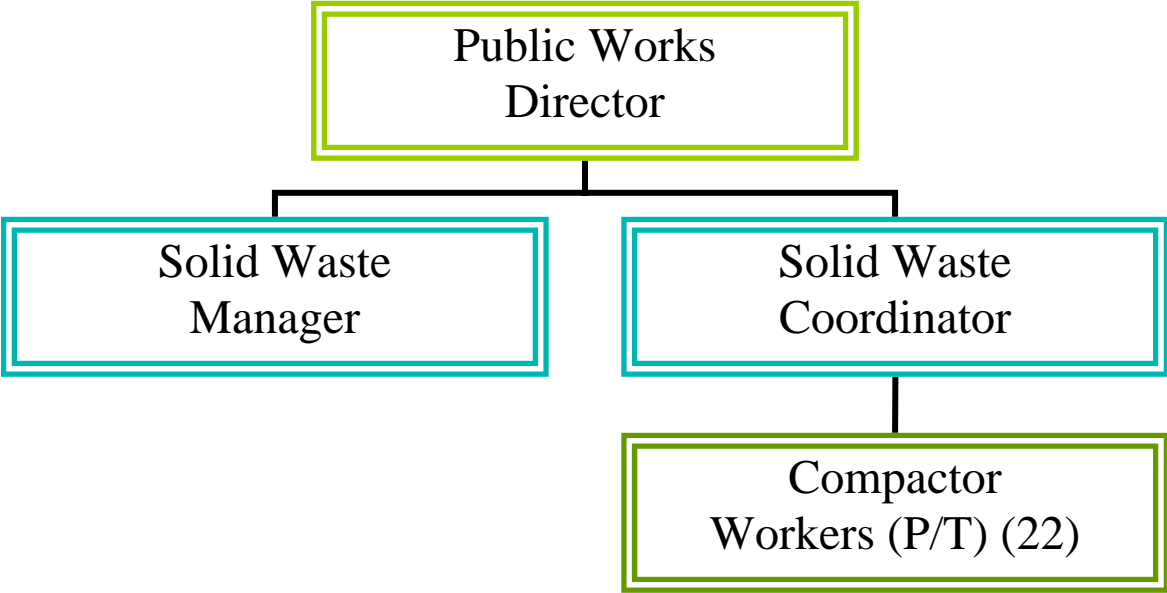 Public Works
Director
Solid Waste
Manager
Solid Waste
Coordinator
Compactor
Workers (P/T) (22)